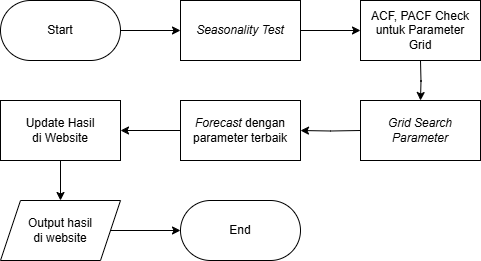 Start
Seasonality Test
ACF, PACF Check
untuk Parameter
Grid
Grid Search
Parameter
Forecast dengan
parameter terbaik
Update Hasil
di Website
Output hasil
di website
End